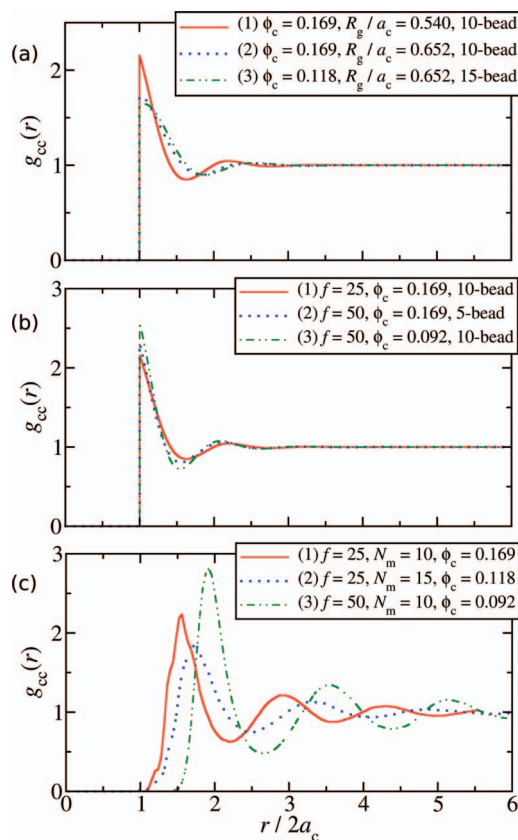 (a)
(1) ϕc = 0.169, Rg / ac = 0.540, 10-bead
(2) ϕc = 0.169, Rg / ac = 0.652, 10-bead
(3) ϕc = 0.118, Rg / ac = 0.652, 15-bead
gcc(r)
2
1
0
(b)
(1) f = 25, ϕc = 0.169, 10-bead
(2) f = 50, ϕc = 0.169, 5-bead
(3) f = 50, ϕc = 0.092, 10-bead
gcc(r)
3
2
1
0
(c)
(1) f = 25, Nm = 10, ϕc = 0.169
(2) f = 25, Nm = 15, ϕc = 0.118
(3) f = 50, Nm = 10, ϕc = 0.092
gcc(r)
3
2
1
0
0 1 2 3 4 5 6
r / 2ac